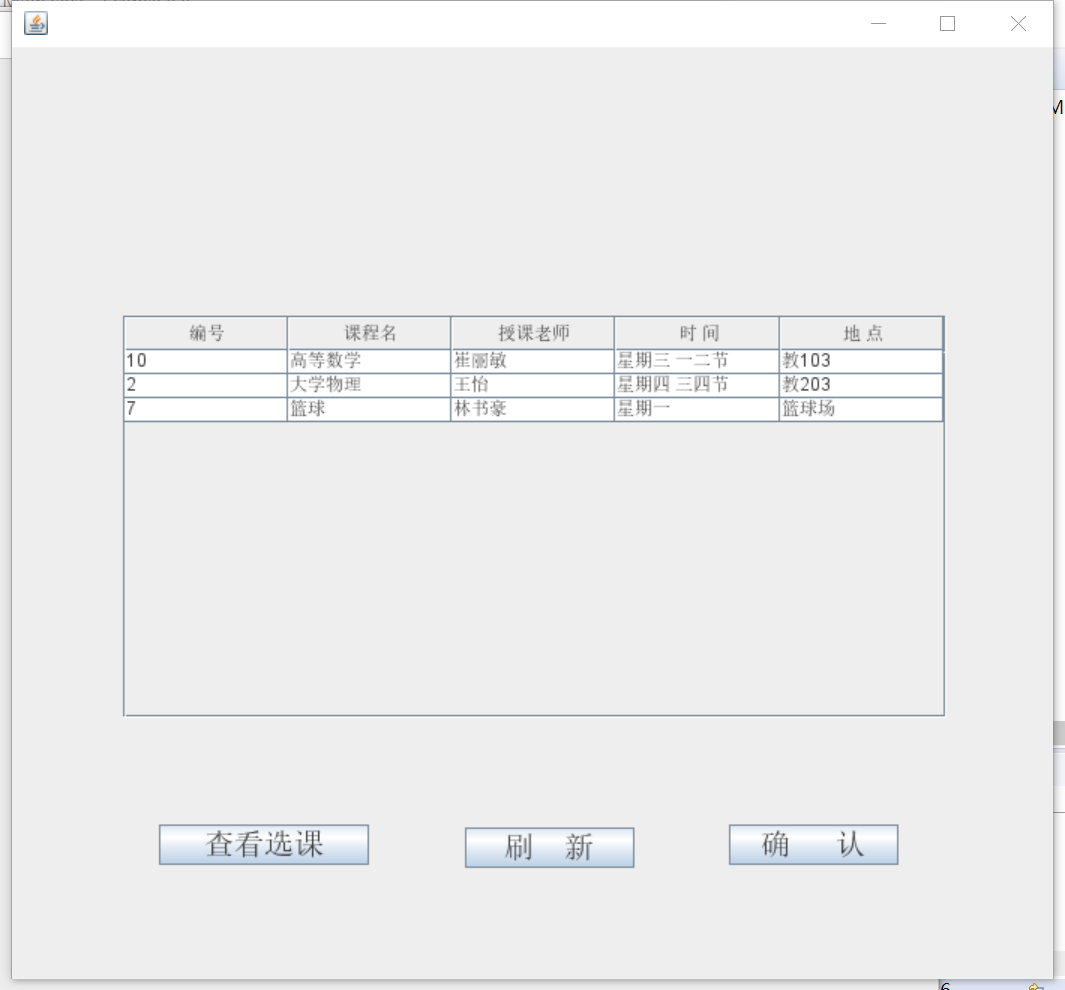 编号 课程名 授课老师 时 间 地 点
10 高等数学 崔丽敏 星期三 一二节 教103
2 大学物理 王怡 星期四 三四节 教203
7 篮球 林书豪 星期一 篮球场
查看选课 刷 新 确 认
M
6